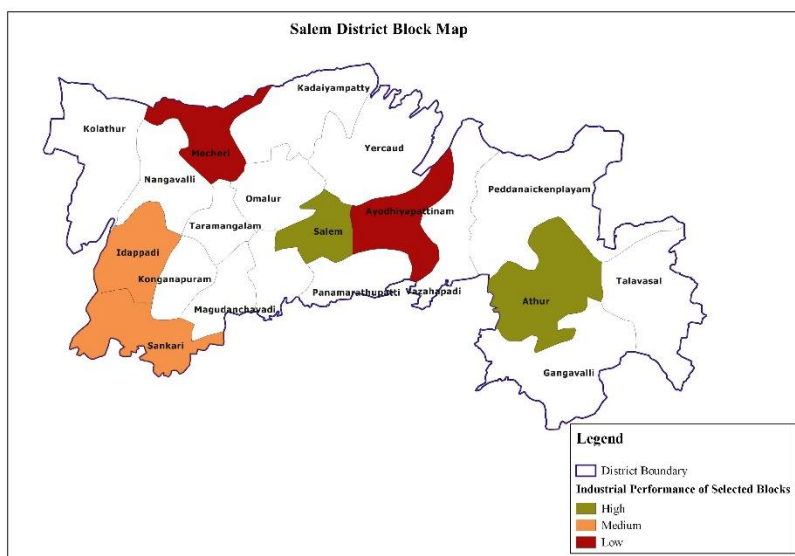 Salem District Block Map
Kadaiyampatty
Kolathur
Mecheri
Yercaud
Nangavalli
Peddanaickenplayam
Omalur
Ayodhiyapattinam
Taramangalam
Salem
Idappadi
Konganapuram
Talavasal
Panamarathupatti
Vazahapadi
Athur
Magudanchavadi
Sankari
Gangavalli
Legend
District Boundary
Industrial Performance of Selected Blocks
High
Medium
Low